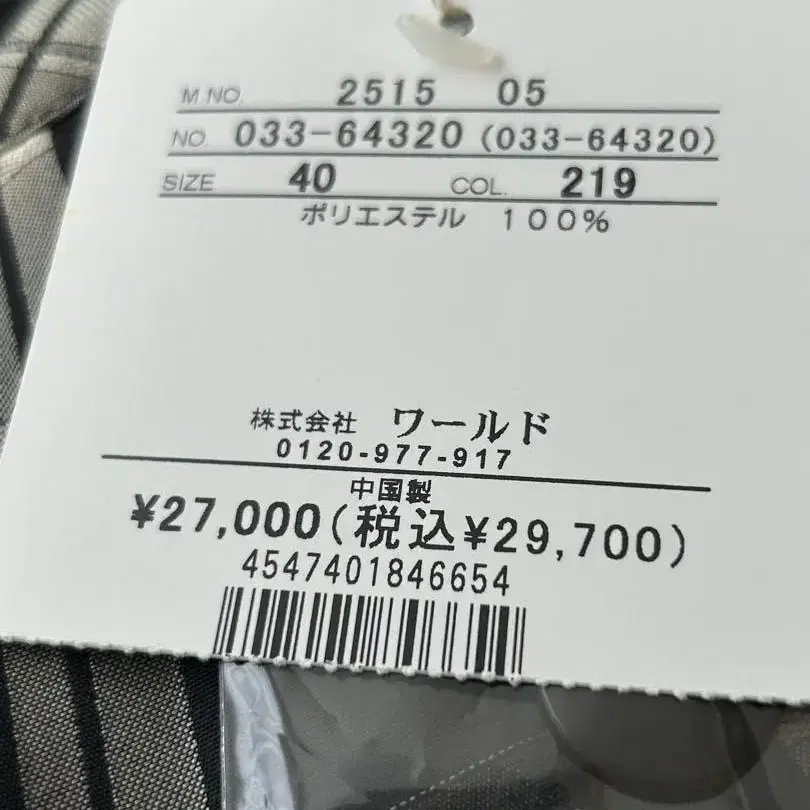 M.NO. 2515 05
NO. 033-64320 (033-64320)
SIZE 40 COL. 219
ポリエステル 100%
株式会社 ワールド
0120-977-917
中国製
¥27,000(税込¥29,700)
4547401846654